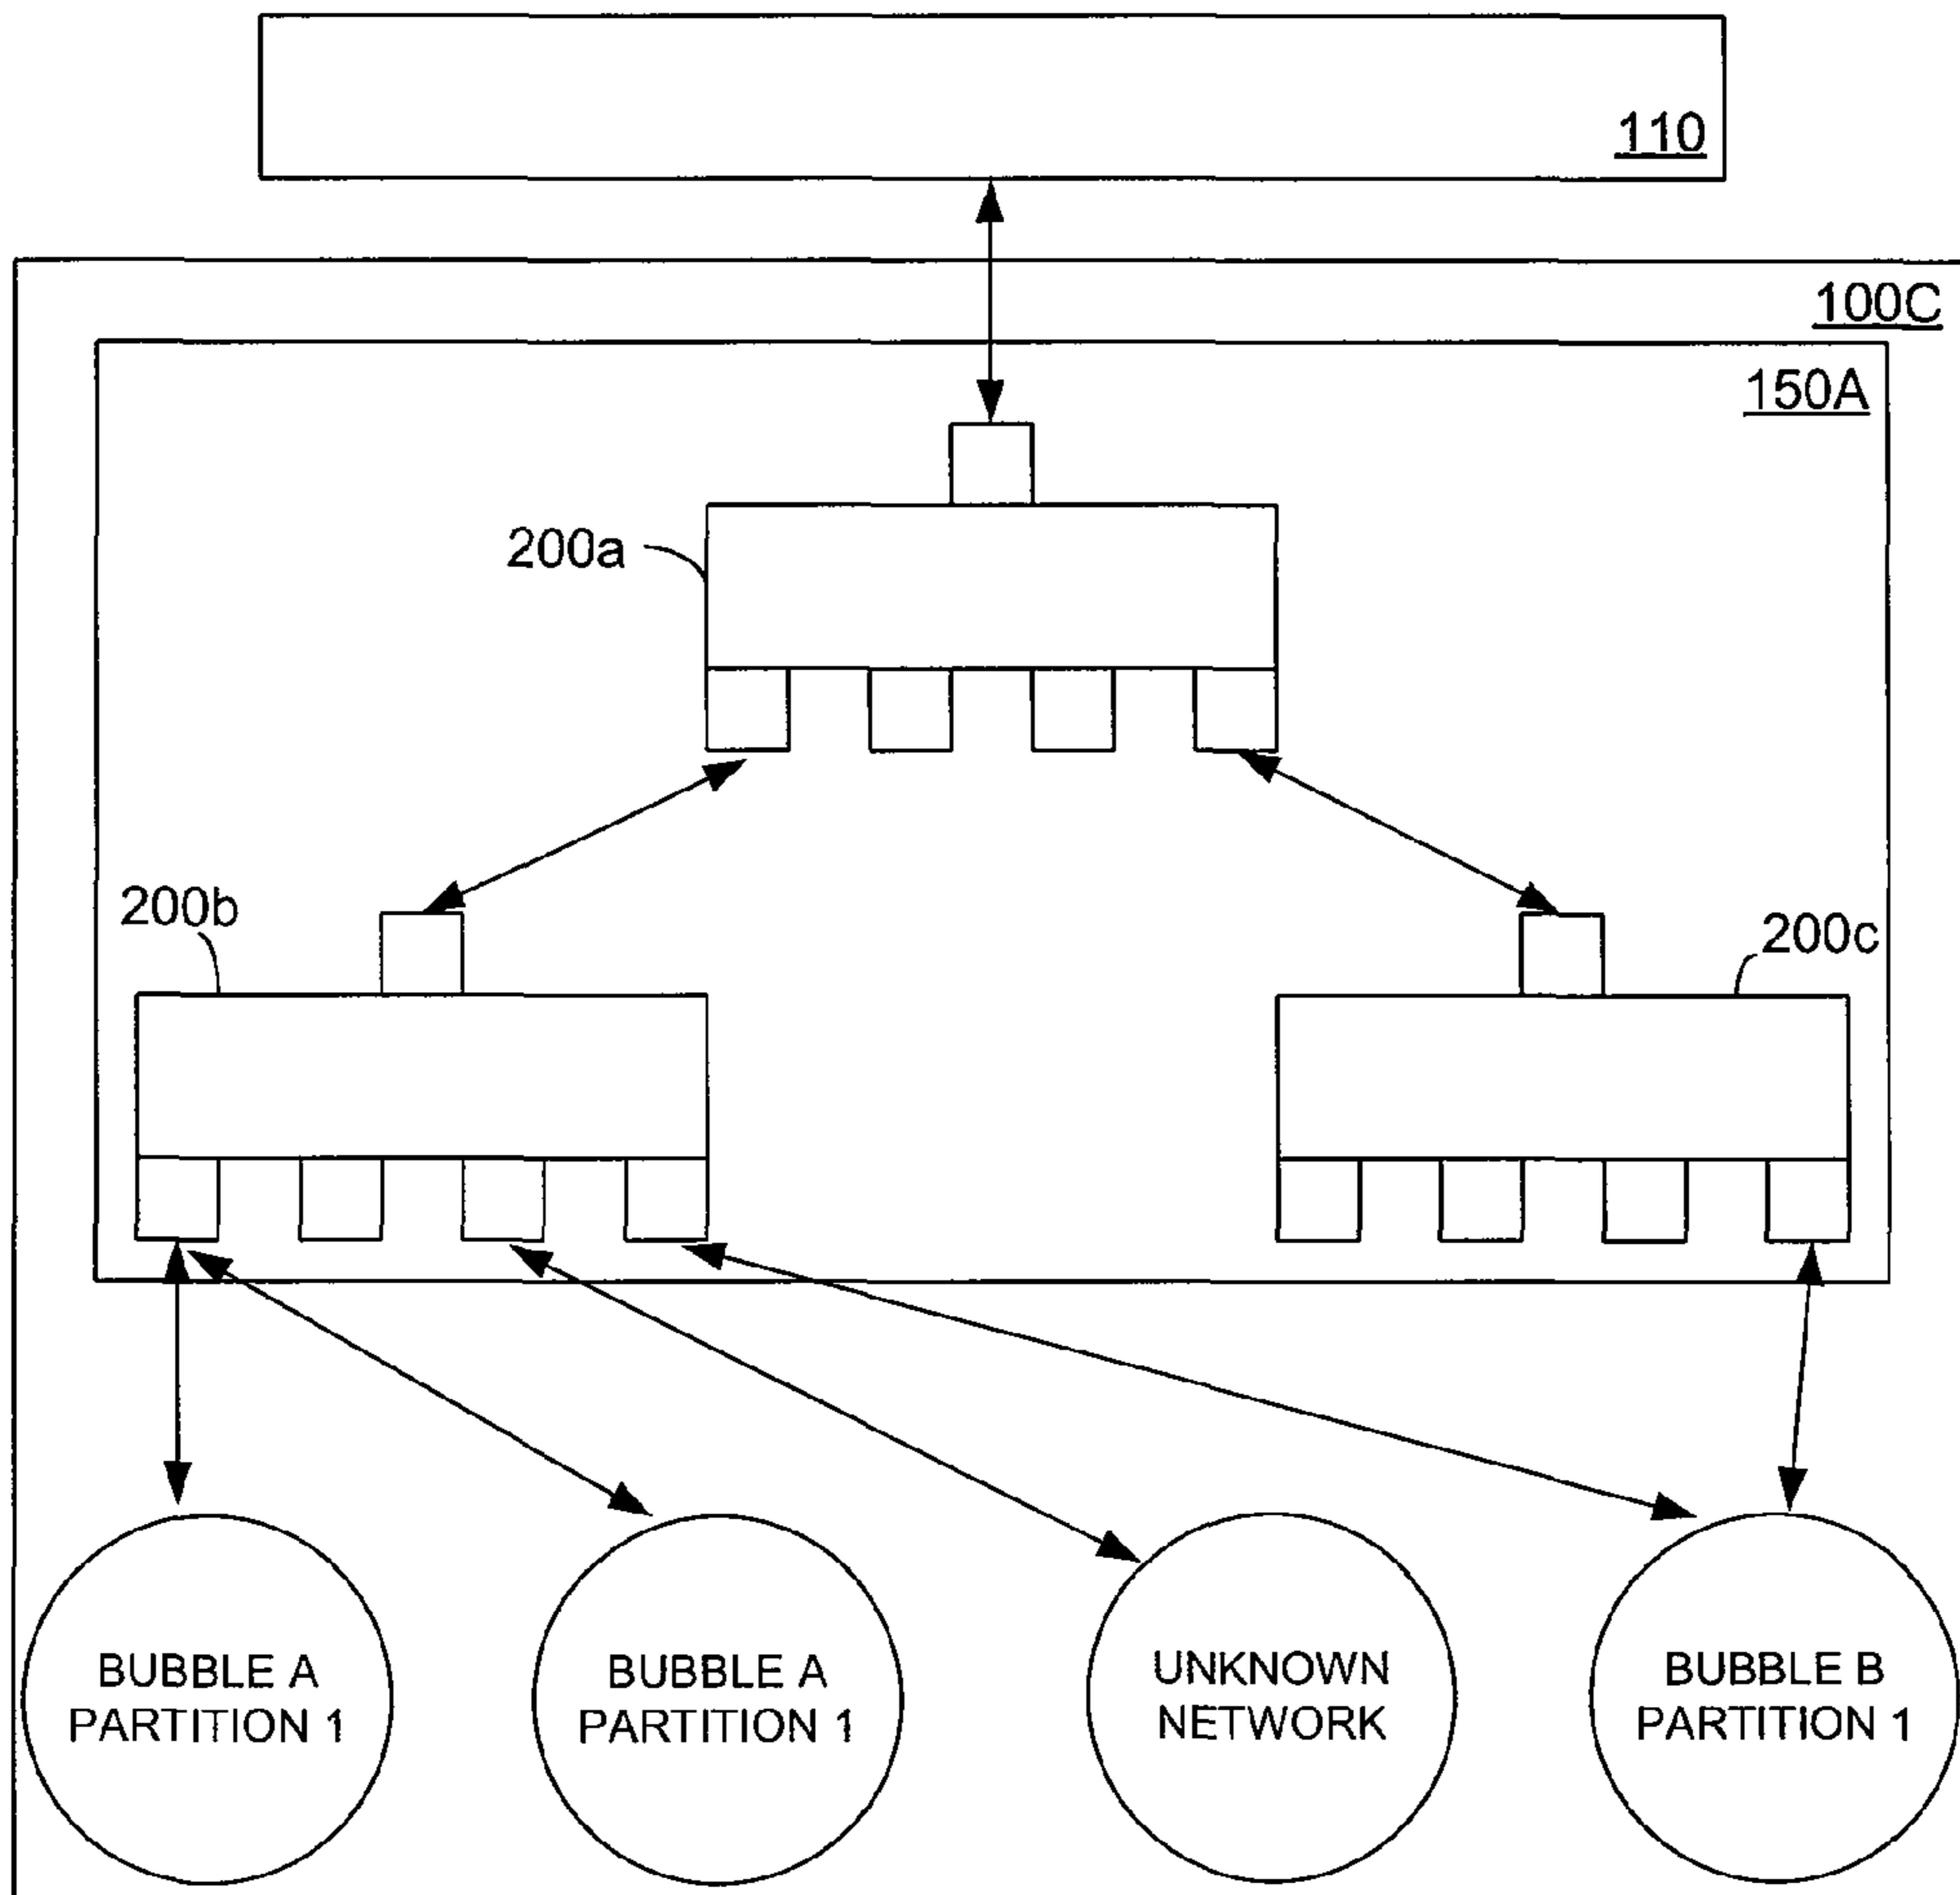 110
100C
150A
200a
200b
200c
BUBBLE A
PARTITION 1
BUBBLE A
PARTITION 1
UNKNOWN
NETWORK
BUBBLE B
PARTITION 1